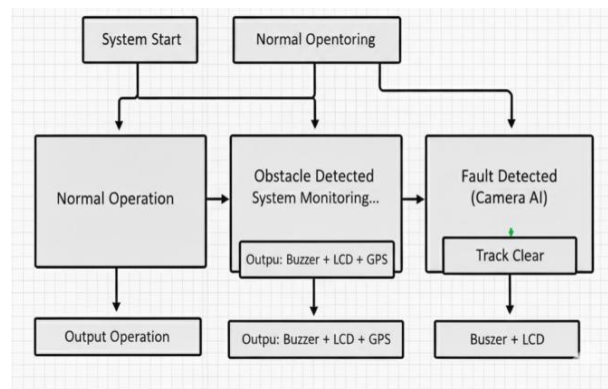 System Start
Normal Opentoring
Normal Operation
Obstacle Detected
System Monitoring...
Fault Detected
(Camera AI)
Outpu: Buzzer + LCD + GPS
Track Clear
Output Operation
Outpu: Buzzer + LCD + GPS
Buszer + LCD